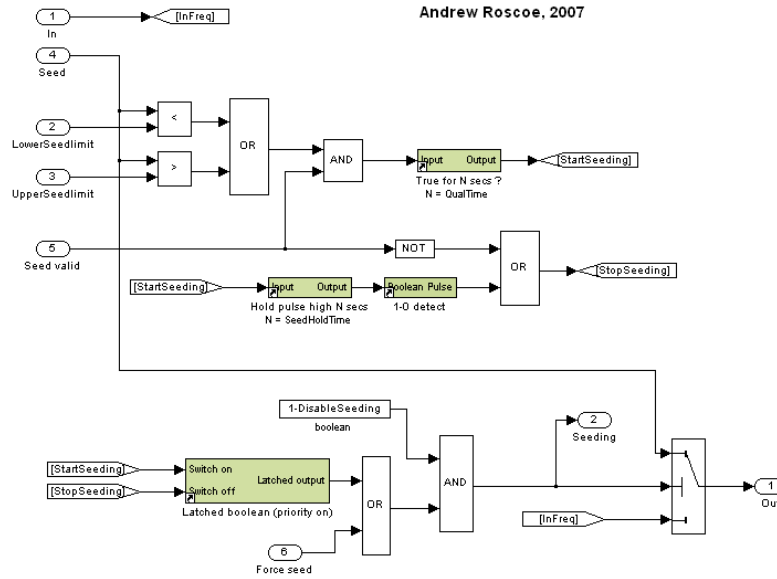 Andrew Roscoe, 2007
1
In
[InFreq]
4
Seed
2
LowerSeedlimit
<
3
UpperSeedlimit
>
OR
AND
Input Output
True for N secs ?
N = QualTime
[StartSeeding]
5
Seed valid
NOT
OR
[StopSeeding]
[StartSeeding]
Input Output
Hold pulse high N secs
N = SeedHoldTime
Boolean Pulse
1-0 detect
1-DisableSeeding
boolean
2
Seeding
[StartSeeding]
[StopSeeding]
Switch on
Latched output
Switch off
Latched boolean (priority on)
OR
AND
6
Force seed
[InFreq]
1
Out